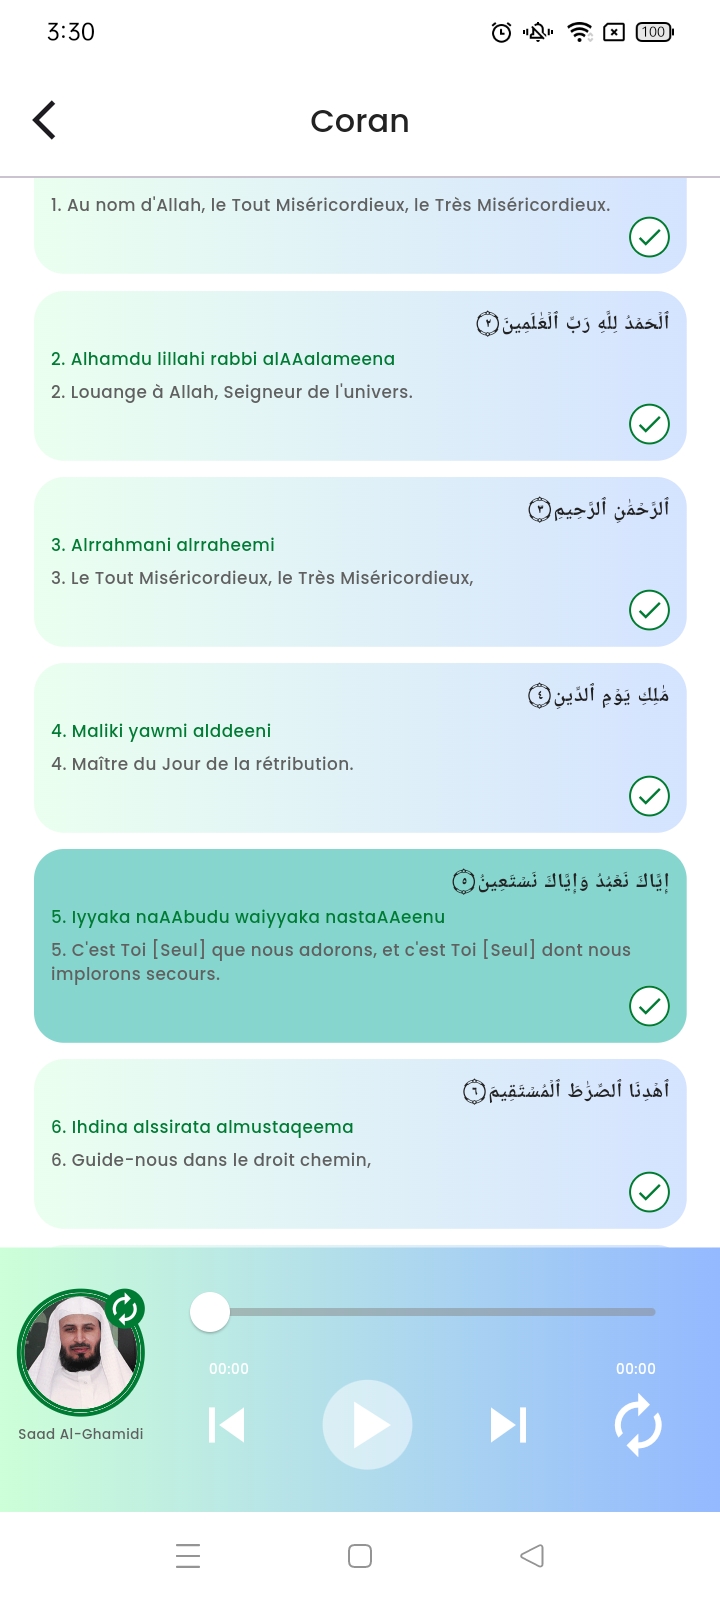 3:30
100
Coran
1. Au nom d'Allah, le Tout Miséricordieux, le Très Miséricordieux.
ٱلْحَمْدُ لِلَّهِ رَبِّ ٱلْعَٰلَمِينَ ٢
2. Alhamdu lillahi rabbi alAAalameena
2. Louange à Allah, Seigneur de l'univers.
ٱلرَّحْمَٰنِ ٱلرَّحِيمِ ٣
3. Alrrahmani alrraheemi
3. Le Tout Miséricordieux, le Très Miséricordieux,
مَٰلِكِ يَوْمِ ٱلدِّينِ ٤
4. Maliki yawmi alddeeni
4. Maître du Jour de la rétribution.
إِيَّاكَ نَعْبُدُ وَإِيَّاكَ نَسْتَعِينُ ٥
5. Iyyaka naAAbudu waiyyaka nastaAAeenu
5. C'est Toi [Seul] que nous adorons, et c'est Toi [Seul] dont nous
implorons secours.
ٱهْدِنَا ٱلصِّرَٰطَ ٱلْمُسْتَقِيمَ ٦
6. Ihdina alssirata almustaqeema
6. Guide-nous dans le droit chemin,
00:00
00:00
Saad Al-Ghamidi